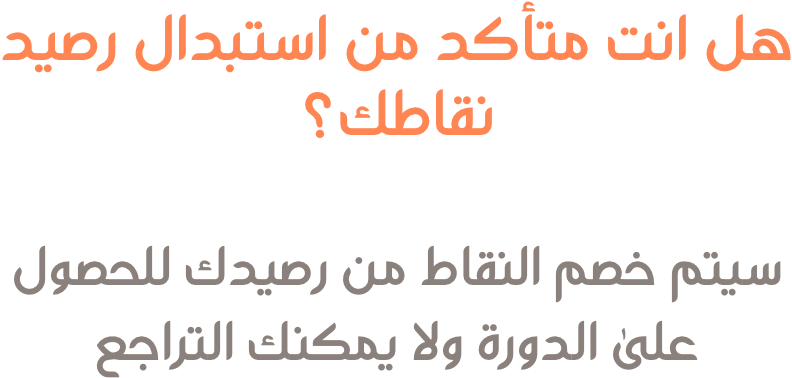 هل انت متأكد من استبدال رصيد
نقاطك؟
سيتم خصم النقاط من رصيدك للحصول
على الدورة ولا يمكنك التراجع